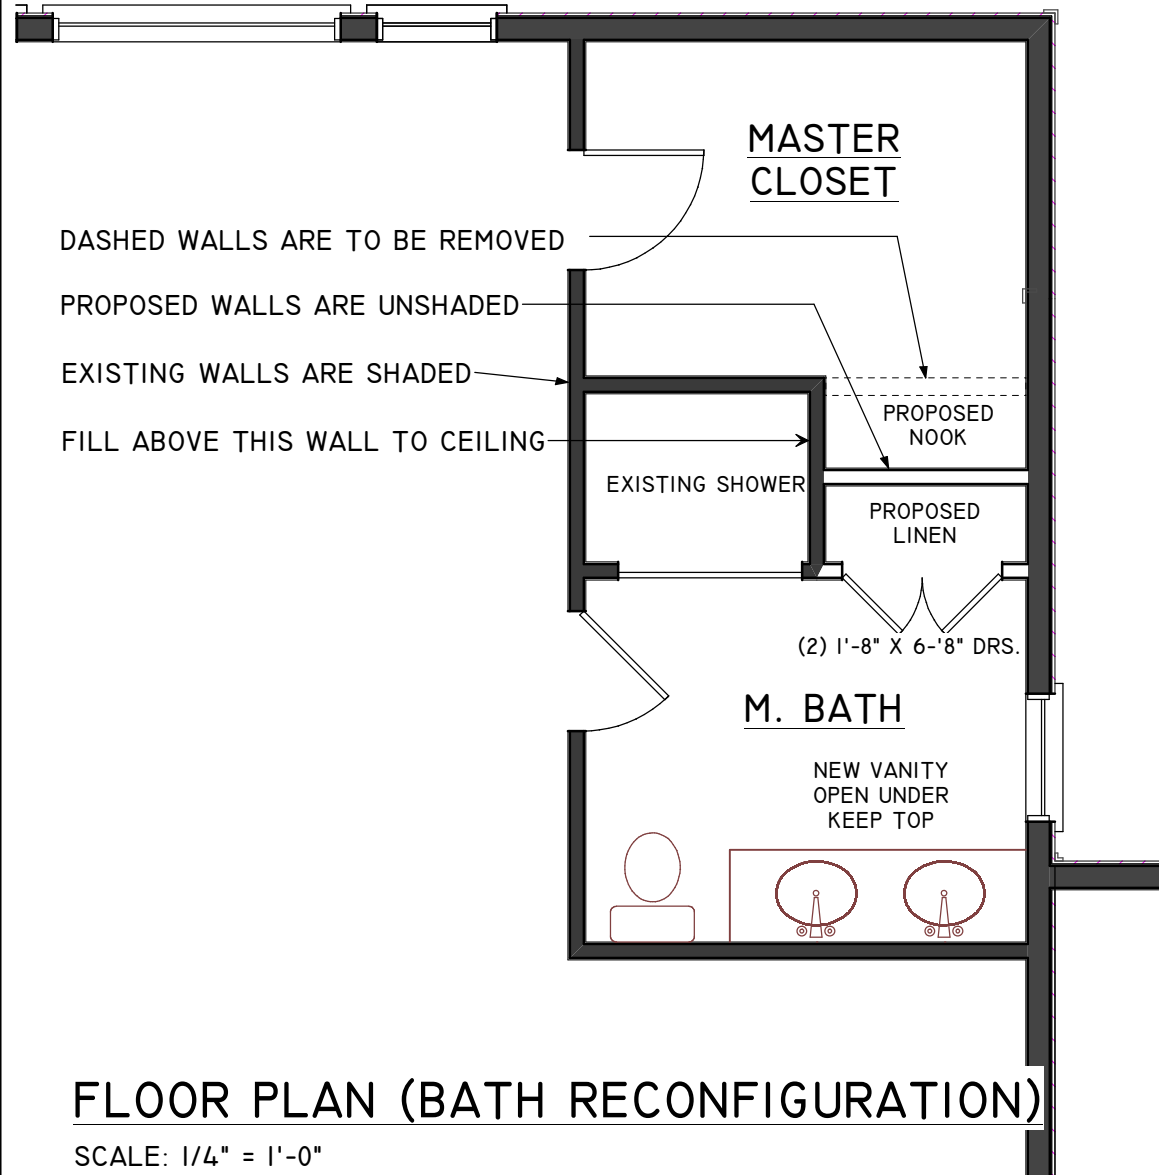 MASTER
CLOSET
DASHED WALLS ARE TO BE REMOVED
PROPOSED WALLS ARE UNSHADED
EXISTING WALLS ARE SHADED
FILL ABOVE THIS WALL TO CEILING
PROPOSED
NOOK
EXISTING SHOWER
PROPOSED
LINEN
(2) 1'-8" X 6-'8" DRS.
M. BATH
NEW VANITY
OPEN UNDER
KEEP TOP
FLOOR PLAN (BATH RECONFIGURATION)
SCALE: 1/4" = 1'-0"